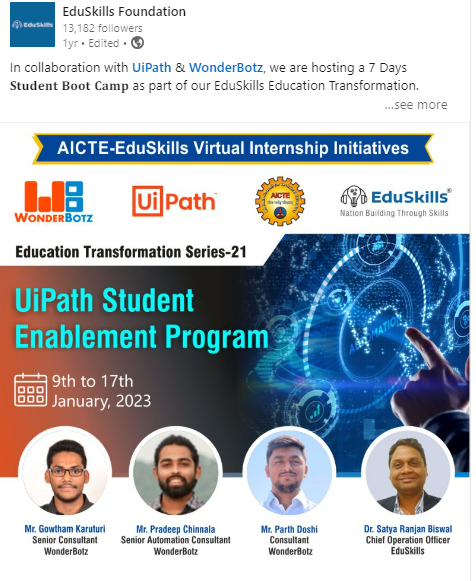 EduSkills
EduSkills Foundation
13,182 followers
1yr • Edited •
In collaboration with UiPath & WonderBotz, we are hosting a 7 Days
𝐒𝐭𝐮𝐝𝐞𝐧𝐭 𝐁𝐨𝐨𝐭 𝐂𝐚𝐦𝐩 as part of our EduSkills Education Transformation.
...see more
AICTE-EduSkills Virtual Internship Initiatives
WONDERBOTZ
UiPath™
AICTE
EduSkills®
Nation Building Through Skills
Education Transformation Series-21
UiPath Student
Enablement Program
9th to 17th
January, 2023
Mr. Gowtham Karuturi
Senior Consultant
WonderBotz
Mr. Pradeep Chinnala
Senior Automation Consultant
WonderBotz
Mr. Parth Doshi
Consultant
WonderBotz
Dr. Satya Ranjan Biswal
Chief Operation Officer
EduSkills